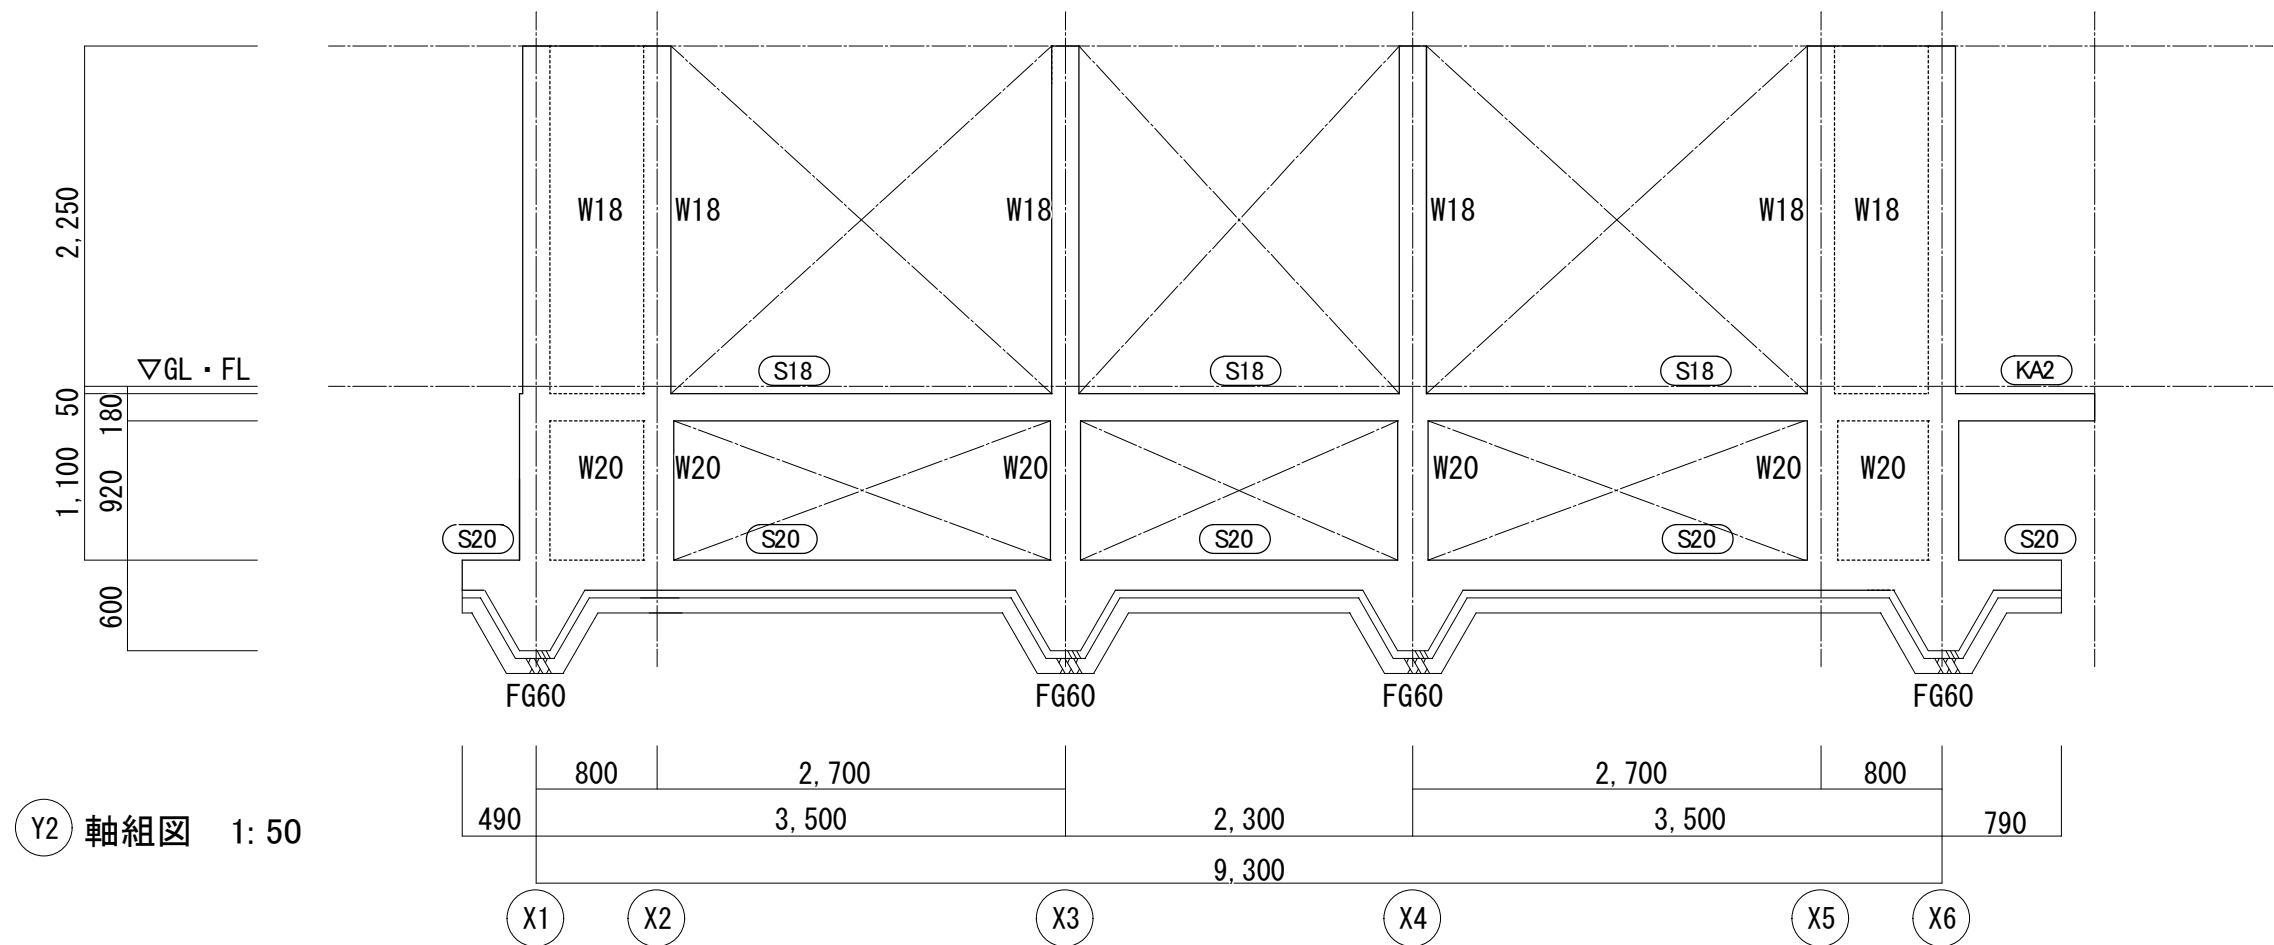 2,250
W18 W18 W18 W18 W18 W18
▽GL・FL
S18 S18 S18 KA2
50
180
1,100
920
W20 W20 W20 W20 W20 W20
S20 S20 S20 S20 S20
600
FG60 FG60 FG60 FG60
800 2,700 2,700 800
490 3,500 2,300 3,500 790
9,300
Y2 軸組図 1:50
X1 X2 X3 X4 X5 X6